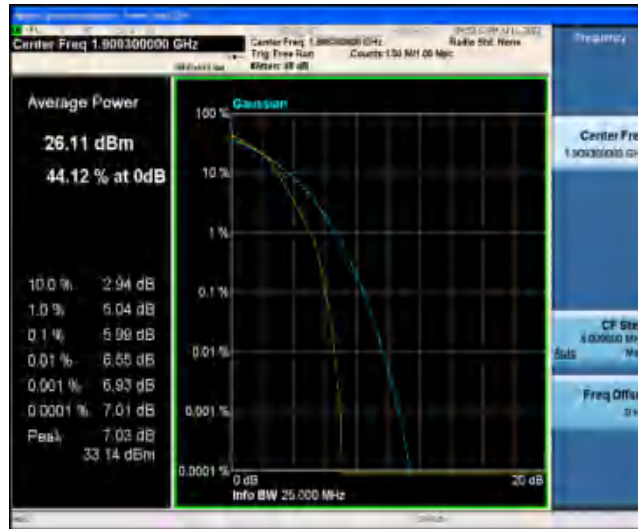 Center Freq 1.909300000 GHz
Radio Std: None
Trig: Free Run
Frequency
Average Power
26.11 dBm
44.12 % at 0dB
10.0 % 2.94 dB
1.0 % 5.04 dB
0.1 % 5.99 dB
0.01 % 6.55 dB
0.001 % 6.93 dB
0.0001 % 7.01 dB
Peak 7.03 dB
33.14 dBm
Gaussian
100 %
10 %
1 %
0.1 %
0.01 %
0.001 %
0.0001 %
0 dB
20 dB
Info BW 25.000 MHz
Center Fre
CF Ste
Auto
Freq Offs